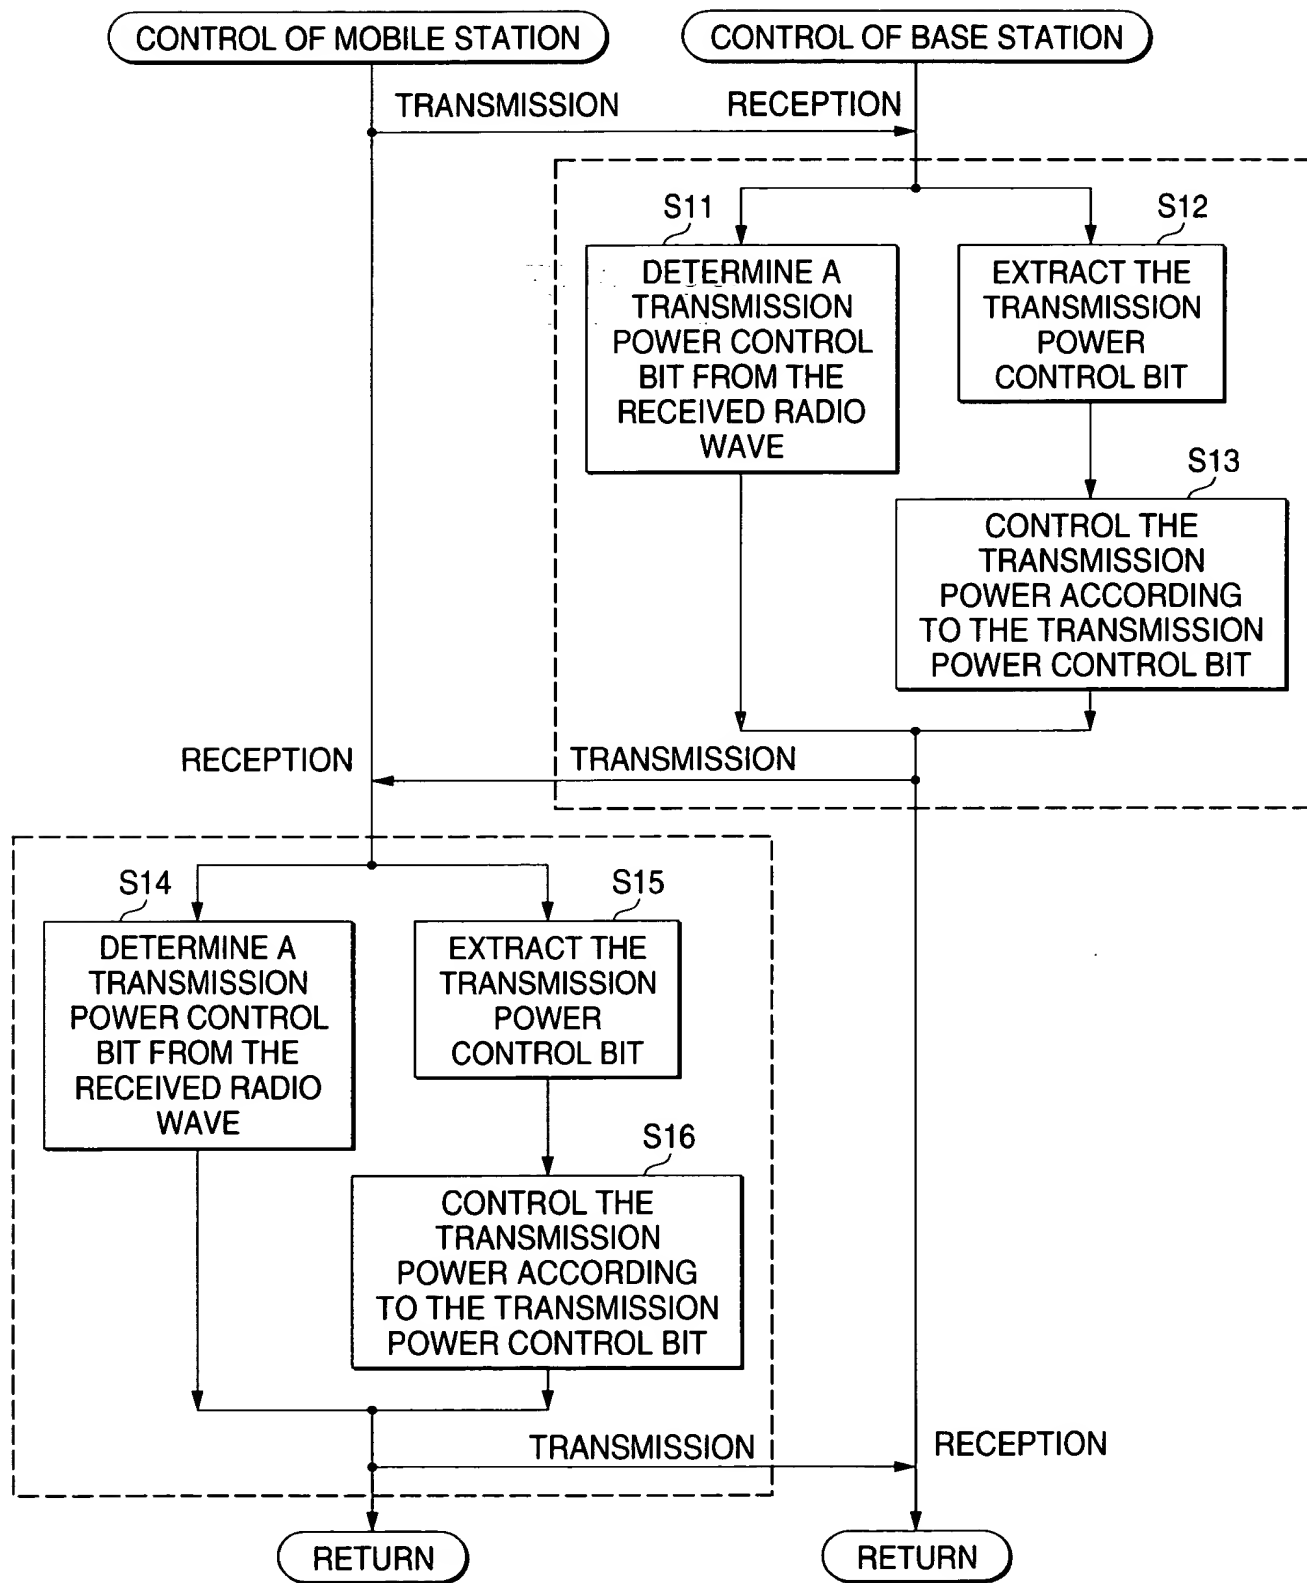 CONTROL OF MOBILE STATION
CONTROL OF BASE STATION
TRANSMISSION
RECEPTION
S11
S12
DETERMINE A
TRANSMISSION
POWER CONTROL
BIT FROM THE
RECEIVED RADIO
WAVE
EXTRACT THE
TRANSMISSION
POWER
CONTROL BIT
S13
CONTROL THE
TRANSMISSION
POWER ACCORDING
TO THE TRANSMISSION
POWER CONTROL BIT
RECEPTION
TRANSMISSION
S14
S15
DETERMINE A
TRANSMISSION
POWER CONTROL
BIT FROM THE
RECEIVED RADIO
WAVE
EXTRACT THE
TRANSMISSION
POWER
CONTROL BIT
S16
CONTROL THE
TRANSMISSION
POWER ACCORDING
TO THE TRANSMISSION
POWER CONTROL BIT
TRANSMISSION
RECEPTION
RETURN
RETURN